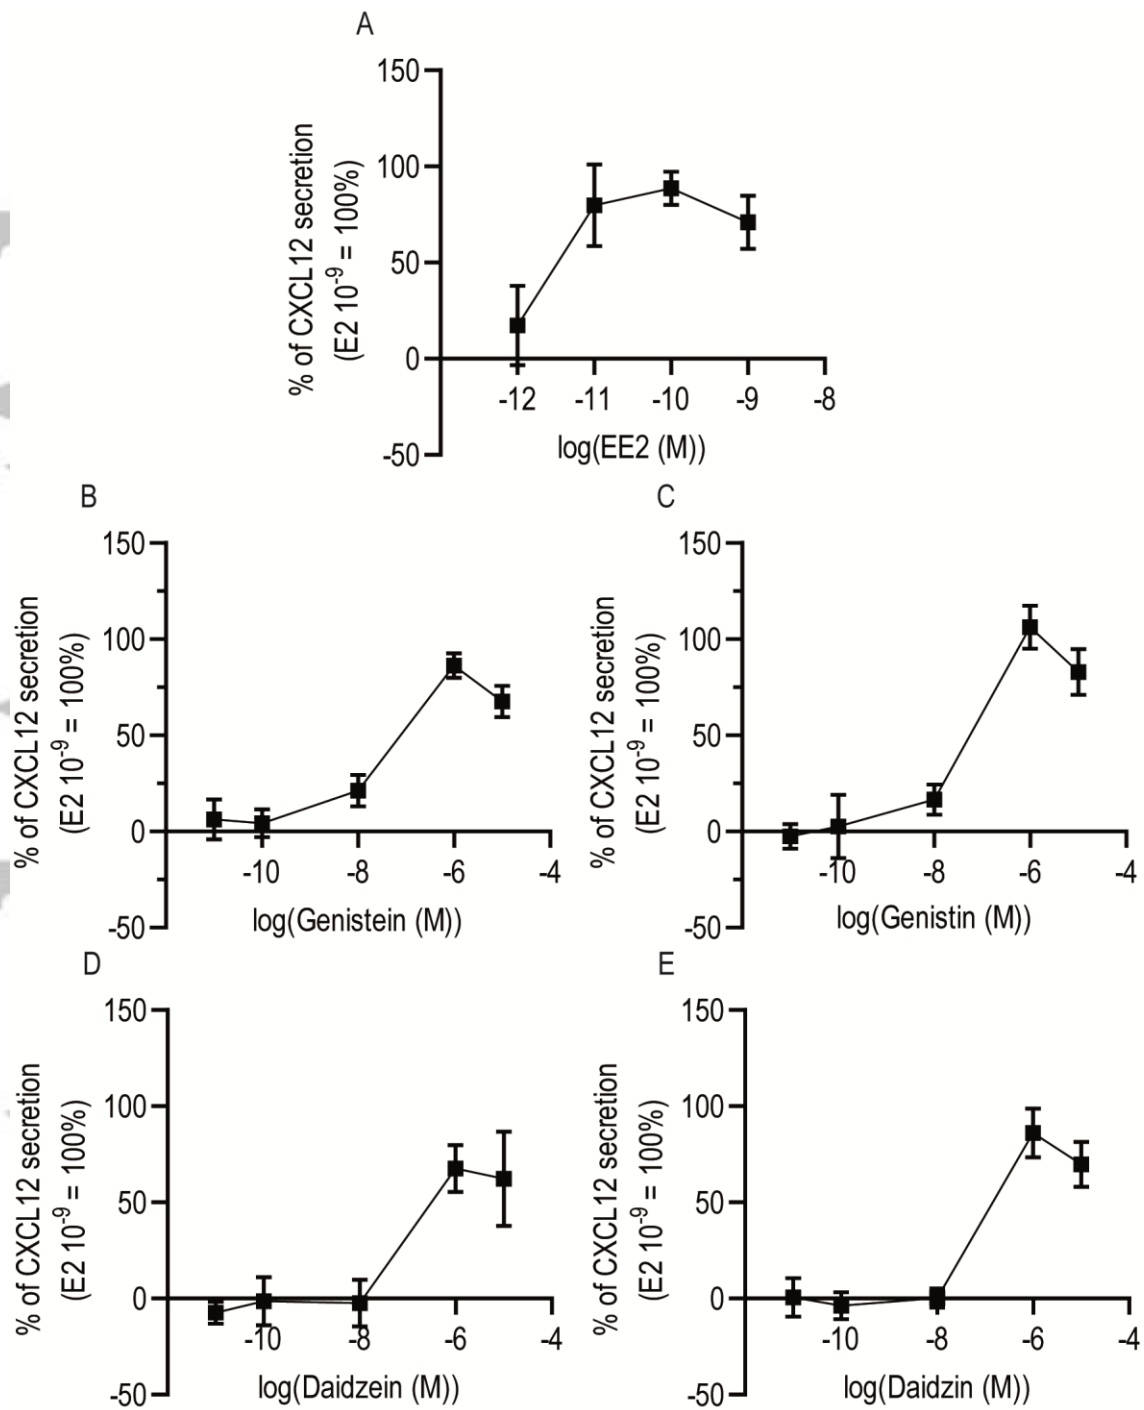 A
% of CXCL12 secretion
(E2 10⁻⁹ = 100%)
150
100
50
0
-50
-12 -11 -10 -9 -8
log(EE2 (M))
B
% of CXCL12 secretion
(E2 10⁻⁹ = 100%)
150
100
50
0
-50
-10 -8 -6 -4
log(Genistein (M))
C
% of CXCL12 secretion
(E2 10⁻⁹ = 100%)
150
100
50
0
-50
-10 -8 -6 -4
log(Genistin (M))
D
% of CXCL12 secretion
(E2 10⁻⁹ = 100%)
150
100
50
0
-50
-10 -8 -6 -4
log(Daidzein (M))
E
% of CXCL12 secretion
(E2 10⁻⁹ = 100%)
150
100
50
0
-50
-10 -8 -6 -4
log(Daidzin (M))